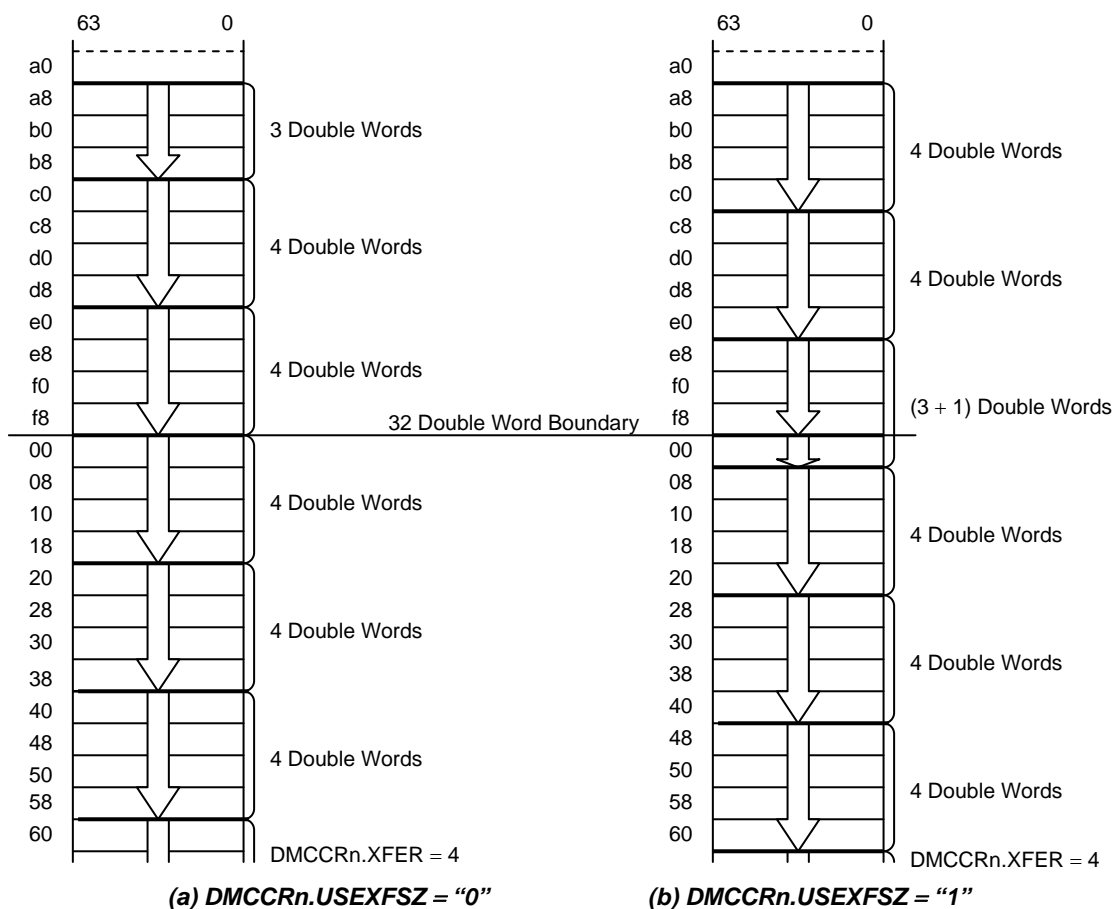 63 0
a0
a8
b0
b8
c0
c8
d0
d8
e0
e8
f0
f8
00
08
10
18
20
28
30
38
40
48
50
58
60
3 Double Words
4 Double Words
4 Double Words
32 Double Word Boundary
4 Double Words
4 Double Words
4 Double Words
DMCCRn.XFER = 4
(a) DMCCRn.USEXFSZ = “0”
63 0
a0
a8
b0
b8
c0
c8
d0
d8
e0
e8
f0
f8
00
08
10
18
20
28
30
38
40
48
50
58
60
4 Double Words
4 Double Words
(3 + 1) Double Words
4 Double Words
4 Double Words
4 Double Words
DMCCRn.XFER = 4
(b) DMCCRn.USEXFSZ = “1”